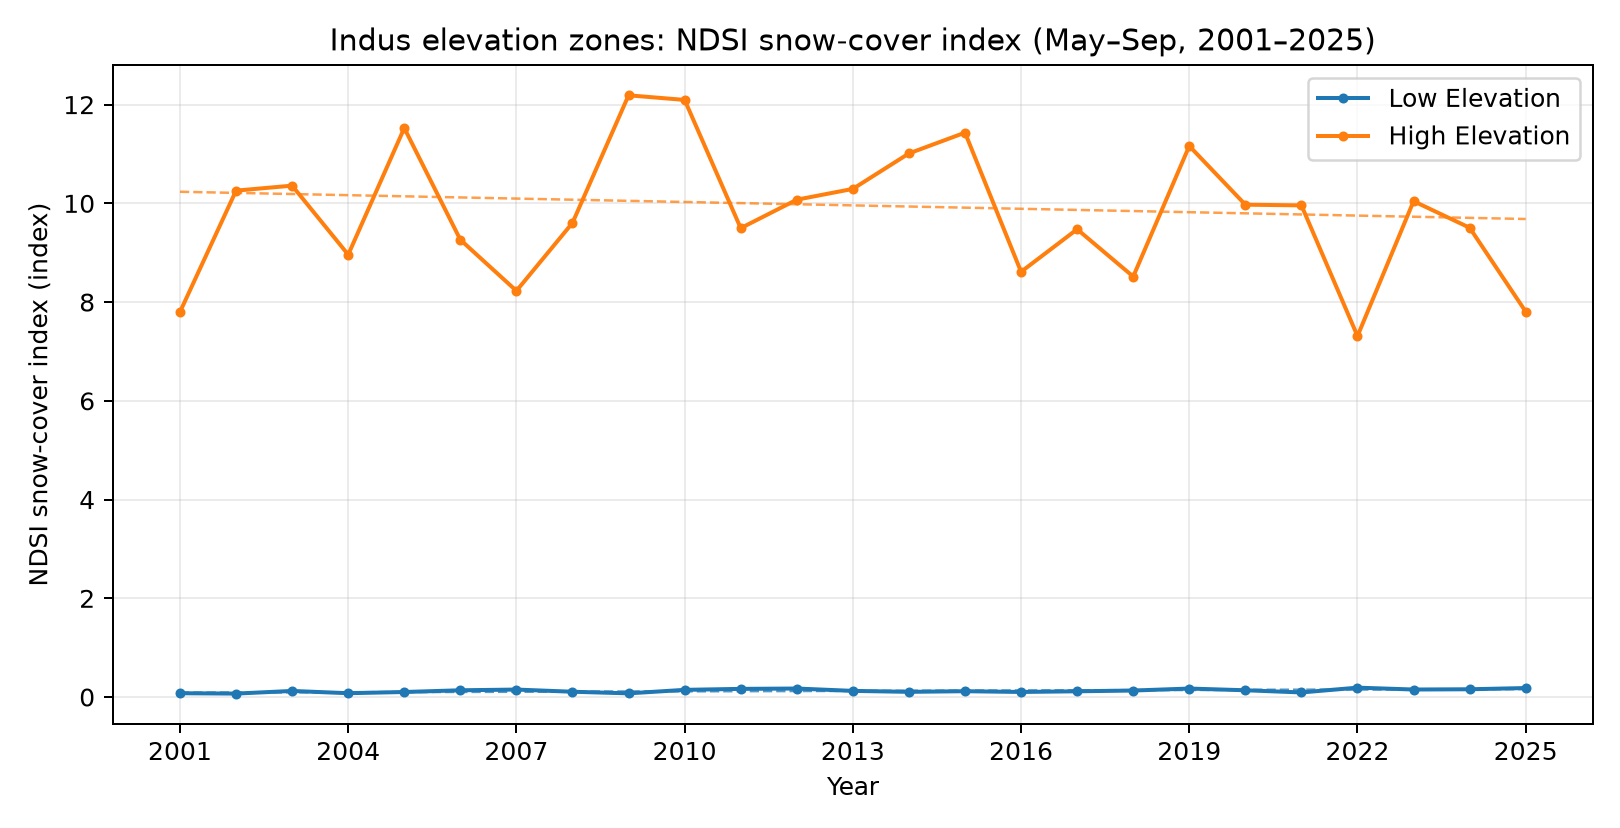 Indus elevation zones: NDSI snow-cover index (May–Sep, 2001–2025)
Low Elevation
High Elevation
NDSI snow-cover index (index)
12
10
8
6
4
2
0
2001 2004 2007 2010 2013 2016 2019 2022 2025
Year